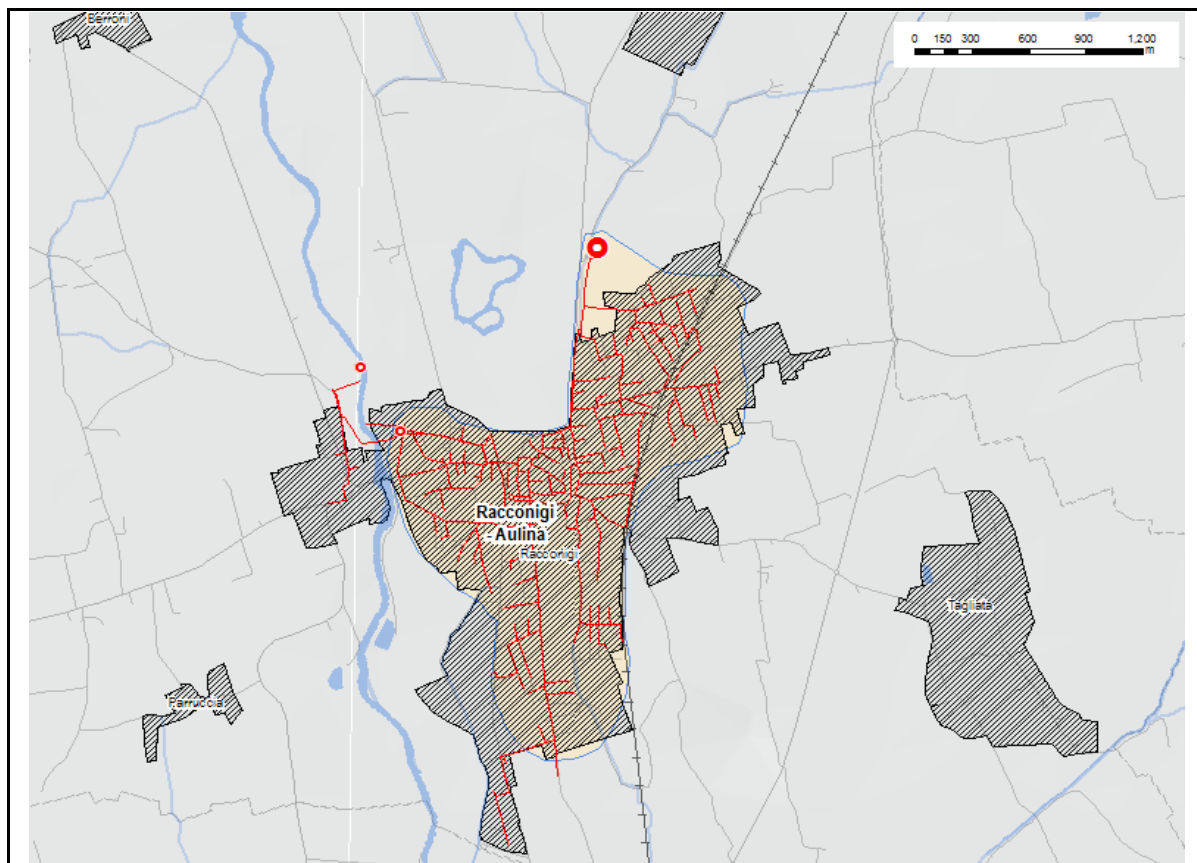 Berroni
0 150 300 600 900 1,200
m
Racconigi
- Aulina
Racconigi
Tagliata
Parruccia